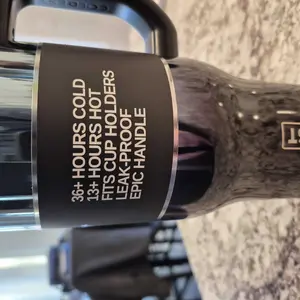 36+ HOURS COLD
13+ HOURS HOT
FITS CUP HOLDERS
LEAK-PROOF
EPIC HANDLE